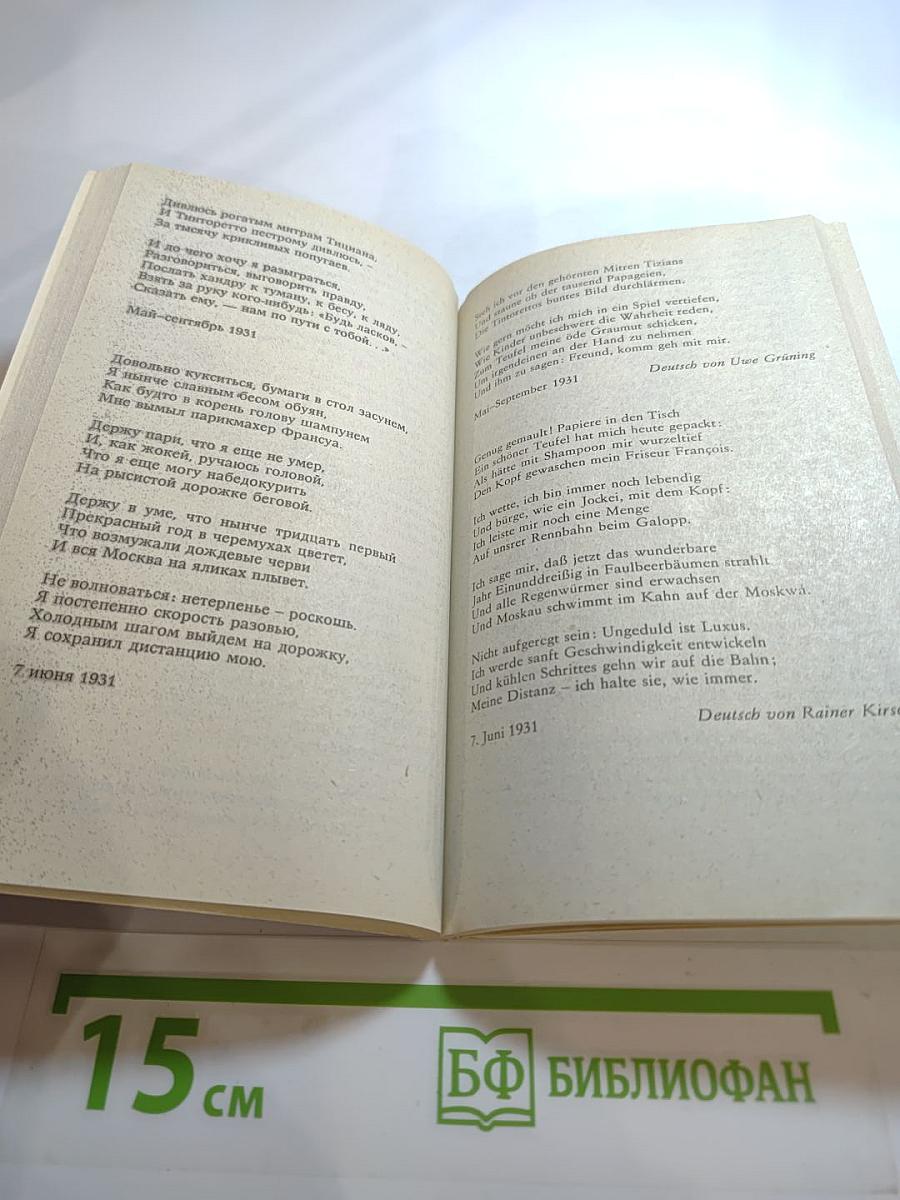 Дивлюсь рогатым митрам Тициана,
И Тинторетто пестрому дивлюсь, –
За тысячу крикливых попугаев.
И до чего хочу я разыграться,
Разговориться, выговорить правду,
Послать хандру к туману, к бесу, к ляду,
Взять за руку кого-нибудь: «Будь ласков, –
Сказать ему, – нам по пути с тобой. . .»
Май–сентябрь 1931
Довольно кукситься, бумаги в стол засунем,
Я нынче славным бесом обуян,
Как будто в корень голову шампунем
Мне вымыл парикмахер Франсуа.
Держу пари, что я еще не умер,
И, как жокей, ручаюсь головой,
Что я еще могу набедокурить
На рысистой дорожке беговой.
Держу в уме, что нынче тридцать первый
Прекрасный год в черемухах цветет,
Что возмужали дождевые черви
И вся Москва на яликах плывет.
Не волноваться: нетерпенье – роскошь.
Я постепенно скорость разовью,
Холодным шагом выйдем на дорожку,
Я сохранил дистанцию мою.
7 июня 1931
Steh ich vor den gehörnten Mitren Tizians
Und staune ob der tausend Papageien,
Die Tintorettos buntes Bild durchlärmen.
Wie gern möcht ich mich in ein Spiel vertiefen,
Wie Kinder unbeschwert die Wahrheit reden,
Zum Teufel meine öde Graumut schicken,
Um irgendeinen an der Hand zu nehmen
Und ihm zu sagen: Freund, komm geh mit mir.
Deutsch von Uwe Grüning
Mai–September 1931
Genug gemault! Papiere in den Tisch
Ein schöner Teufel hat mich heute gepackt:
Als hätte mit Shampoon mir wurzeltief
Den Kopf gewaschen mein Friseur François.
Ich wette, ich bin immer noch lebendig
Und bürge, wie ein Jockei, mit dem Kopf:
Ich leiste mir noch eine Menge
Auf unsrer Rennbahn beim Galopp.
Ich sage mir, daß jetzt das wunderbare
Jahr Einunddreißig in Faulbeerbäumen strahlt
Und alle Regenwürmer sind erwachsen
Und Moskau schwimmt im Kahn auf der Moskwá.
Nicht aufgeregt sein: Ungeduld ist Luxus.
Ich werde sanft Geschwindigkeit entwickeln
Und kühlen Schrittes gehn wir auf die Bahn;
Meine Distanz – ich halte sie, wie immer.
Deutsch von Rainer
7. Juni 1931
15 см
БФ БИБЛИОФАН